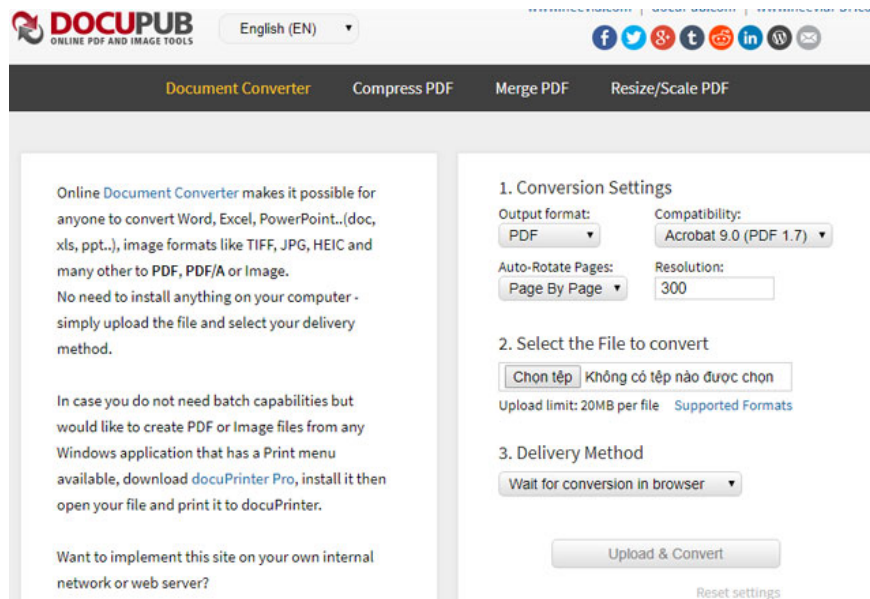 DOCUPUB
ONLINE PDF AND IMAGE TOOLS
English (EN)
Document Converter
Compress PDF
Merge PDF
Resize/Scale PDF
Online Document Converter makes it possible for
anyone to convert Word, Excel, PowerPoint..(doc,
xls, ppt..), image formats like TIFF, JPG, HEIC and
many other to PDF, PDF/A or Image.
No need to install anything on your computer -
simply upload the file and select your delivery
method.
In case you do not need batch capabilities but
would like to create PDF or Image files from any
Windows application that has a Print menu
available, download docuPrinter Pro, install it then
open your file and print it to docuPrinter.
Want to implement this site on your own internal
network or web server?
1. Conversion Settings
Output format:
Compatibility:
PDF
Acrobat 9.0 (PDF 1.7)
Auto-Rotate Pages:
Resolution:
Page By Page
300
2. Select the File to convert
Chọn tệp Không có tệp nào được chọn
Upload limit: 20MB per file Supported Formats
3. Delivery Method
Wait for conversion in browser
Upload & Convert
Reset settings